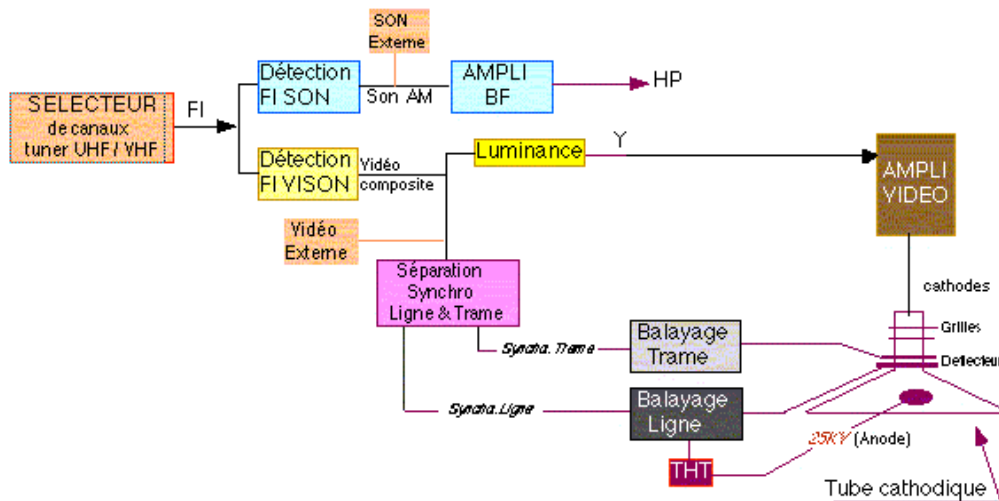 SON
Externe
SELECTEUR
de canaux
tuner UHF / VHF
FI
Détection
FI SON
Son AM
AMPLI
BF
HP
Détection
FI VISON
Vidéo
composite
Luminance
Y
AMPLI
VIDEO
Vidéo
Externe
Séparation
Synchro
Ligne & Trame
cathodes
Grilles
Deflecteur
Synchro. Trame
Balayage
Trame
Synchro. Ligne
Balayage
Ligne
25KV (Anode)
THT
Tube cathodique